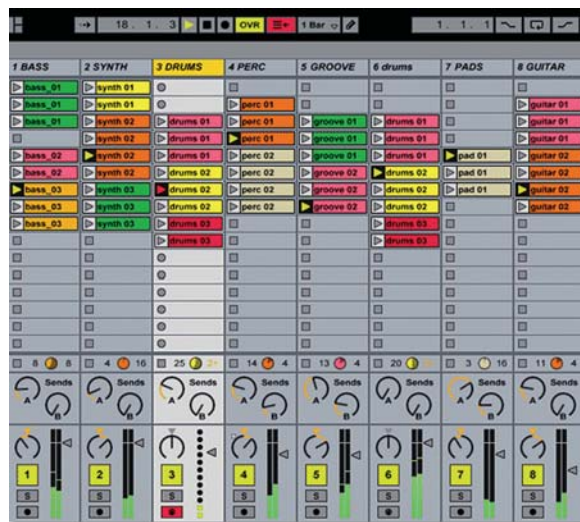 18. 1. 3 OVR 1 Bar 1. 1. 1
1 BASS 2 SYNTH 3 DRUMS 4 PERC 5 GROOVE 6 drums 7 PADS 8 GUITAR
bass_01 synth 01
bass_01 synth 01 perc 01 guitar 01
bass_01 synth 02 drums 01 perc 01 groove 01 drums 01 guitar 01
synth 02 drums 01 perc 01 groove 01 drums 01 guitar 01
bass_02 synth 02 drums 01 perc 02 groove 01 drums 01 pad 01 guitar 02
bass_02 synth 02 drums 02 perc 02 groove 02 drums 02 pad 01 guitar 02
bass_03 synth 03 drums 02 perc 02 groove 02 drums 02 pad 01 guitar 02
bass_03 synth 03 drums 02 perc 02 groove 02 drums 02 guitar 02
bass_03 synth 03 drums 03 drums 03
drums 03 drums 03
8 8 4 16 25 14 4 13 4 20 3 16 11 4
Sends Sends Sends Sends Sends Sends Sends Sends
A A A A A A A A
B B B B B B B B
1 2 3 4 5 6 7 8
S S S S S S S S